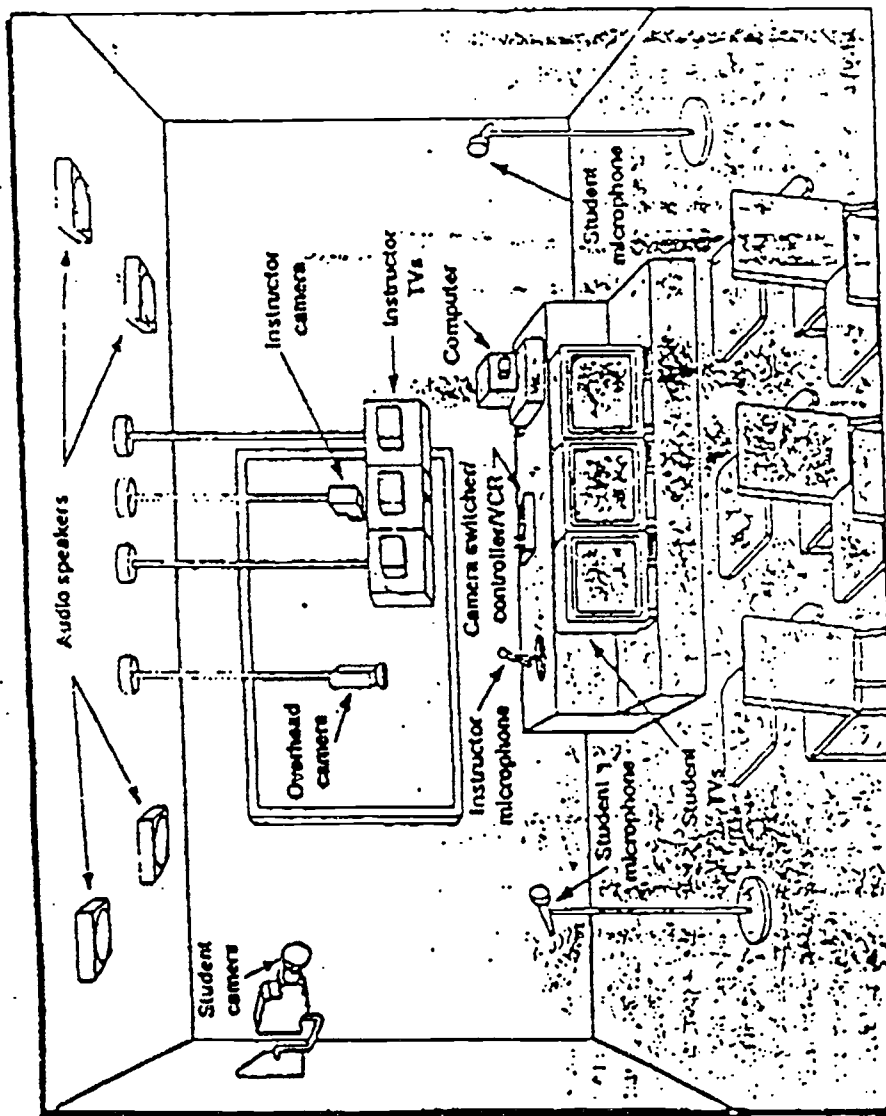 Audio speakers
Student
camera
Overhead
camera
Instructor
camera
Instructor
TVs
Computer
Camera switcher/
controller/VCR
Instructor
microphone
Student
microphone
Student
microphone
Student
TVs